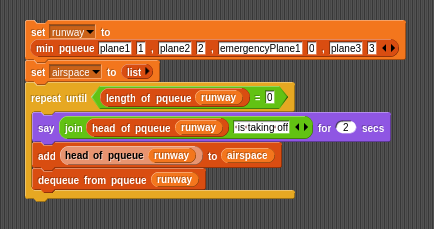 set runway to
min pqueue plane1 1 , plane2 2 , emergencyPlane1 0 , plane3 3
set airspace to list
repeat until length of pqueue runway = 0
say join head of pqueue runway is taking off for 2 secs
add head of pqueue runway to airspace
dequeue from pqueue runway